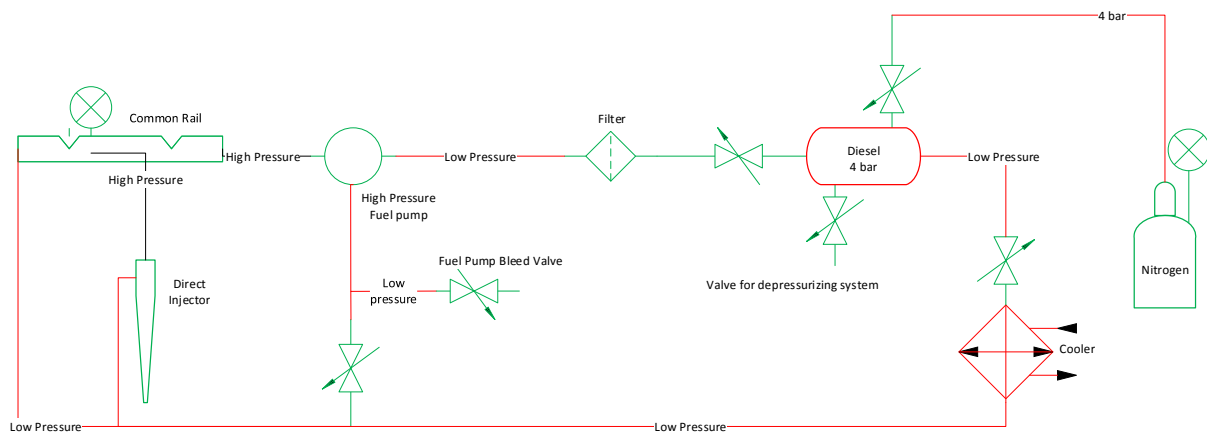 4 bar
Common Rail
Filter
High Pressure
Low Pressure
Diesel
4 bar
Low Pressure
High Pressure
High Pressure
Fuel pump
Direct
Injector
Fuel Pump Bleed Valve
Low
pressure
Valve for depressurizing system
Nitrogen
Cooler
Low Pressure
Low Pressure